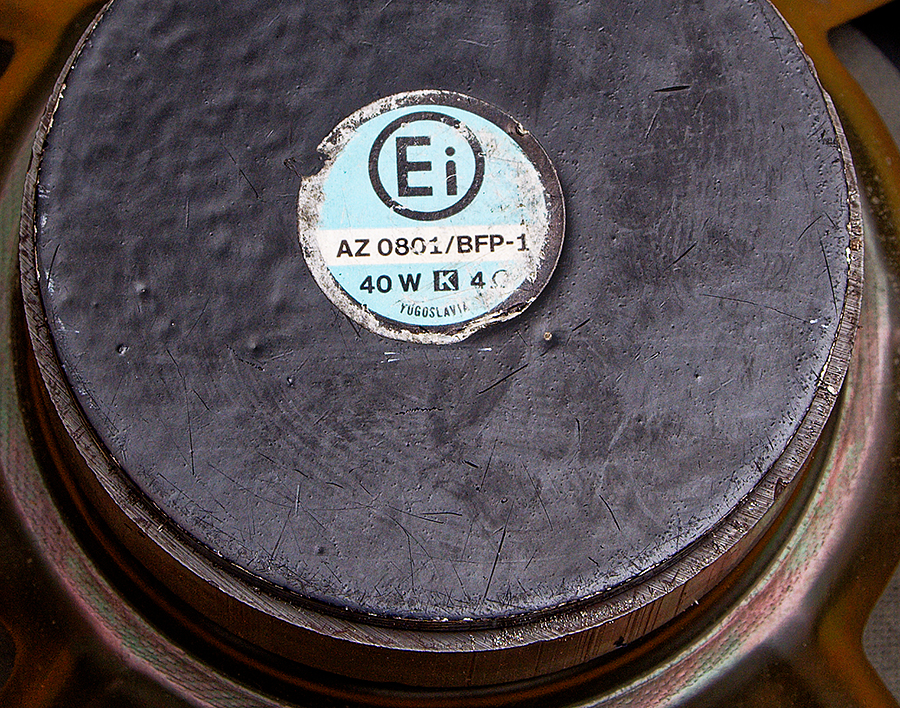 Ei
AZ 0801/BFP-1
40 W K 4 Ω
YUGOSLAVIA